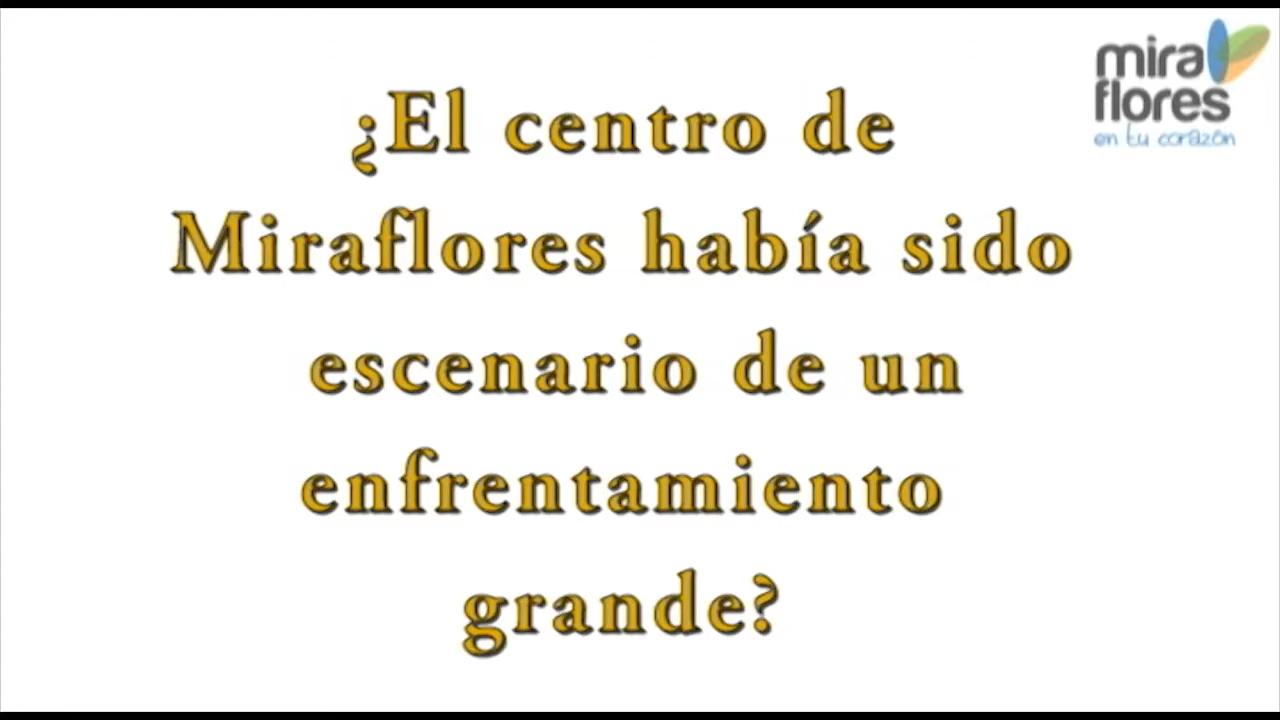 mira
flores
en tu corazón
¿El centro de
Miraflores había sido
escenario de un
enfrentamiento
grande?